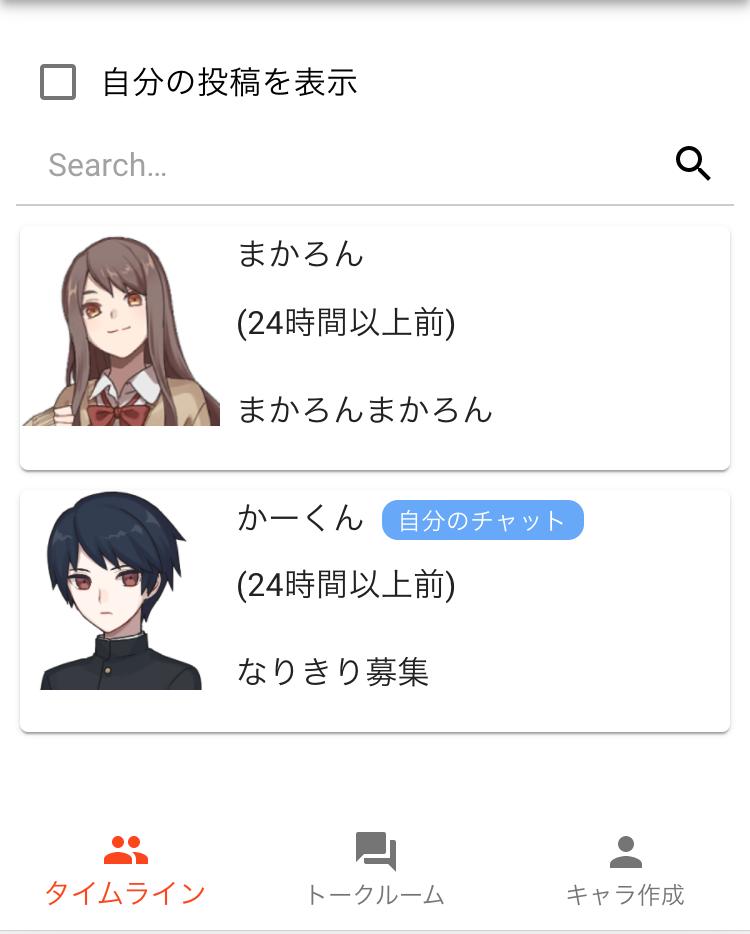 自分の投稿を表示
Search...
まかろん
(24時間以上前)
まかろんまかろん
かーくん 自分のチャット
(24時間以上前)
なりきり募集
タイムライン トークルーム キャラ作成